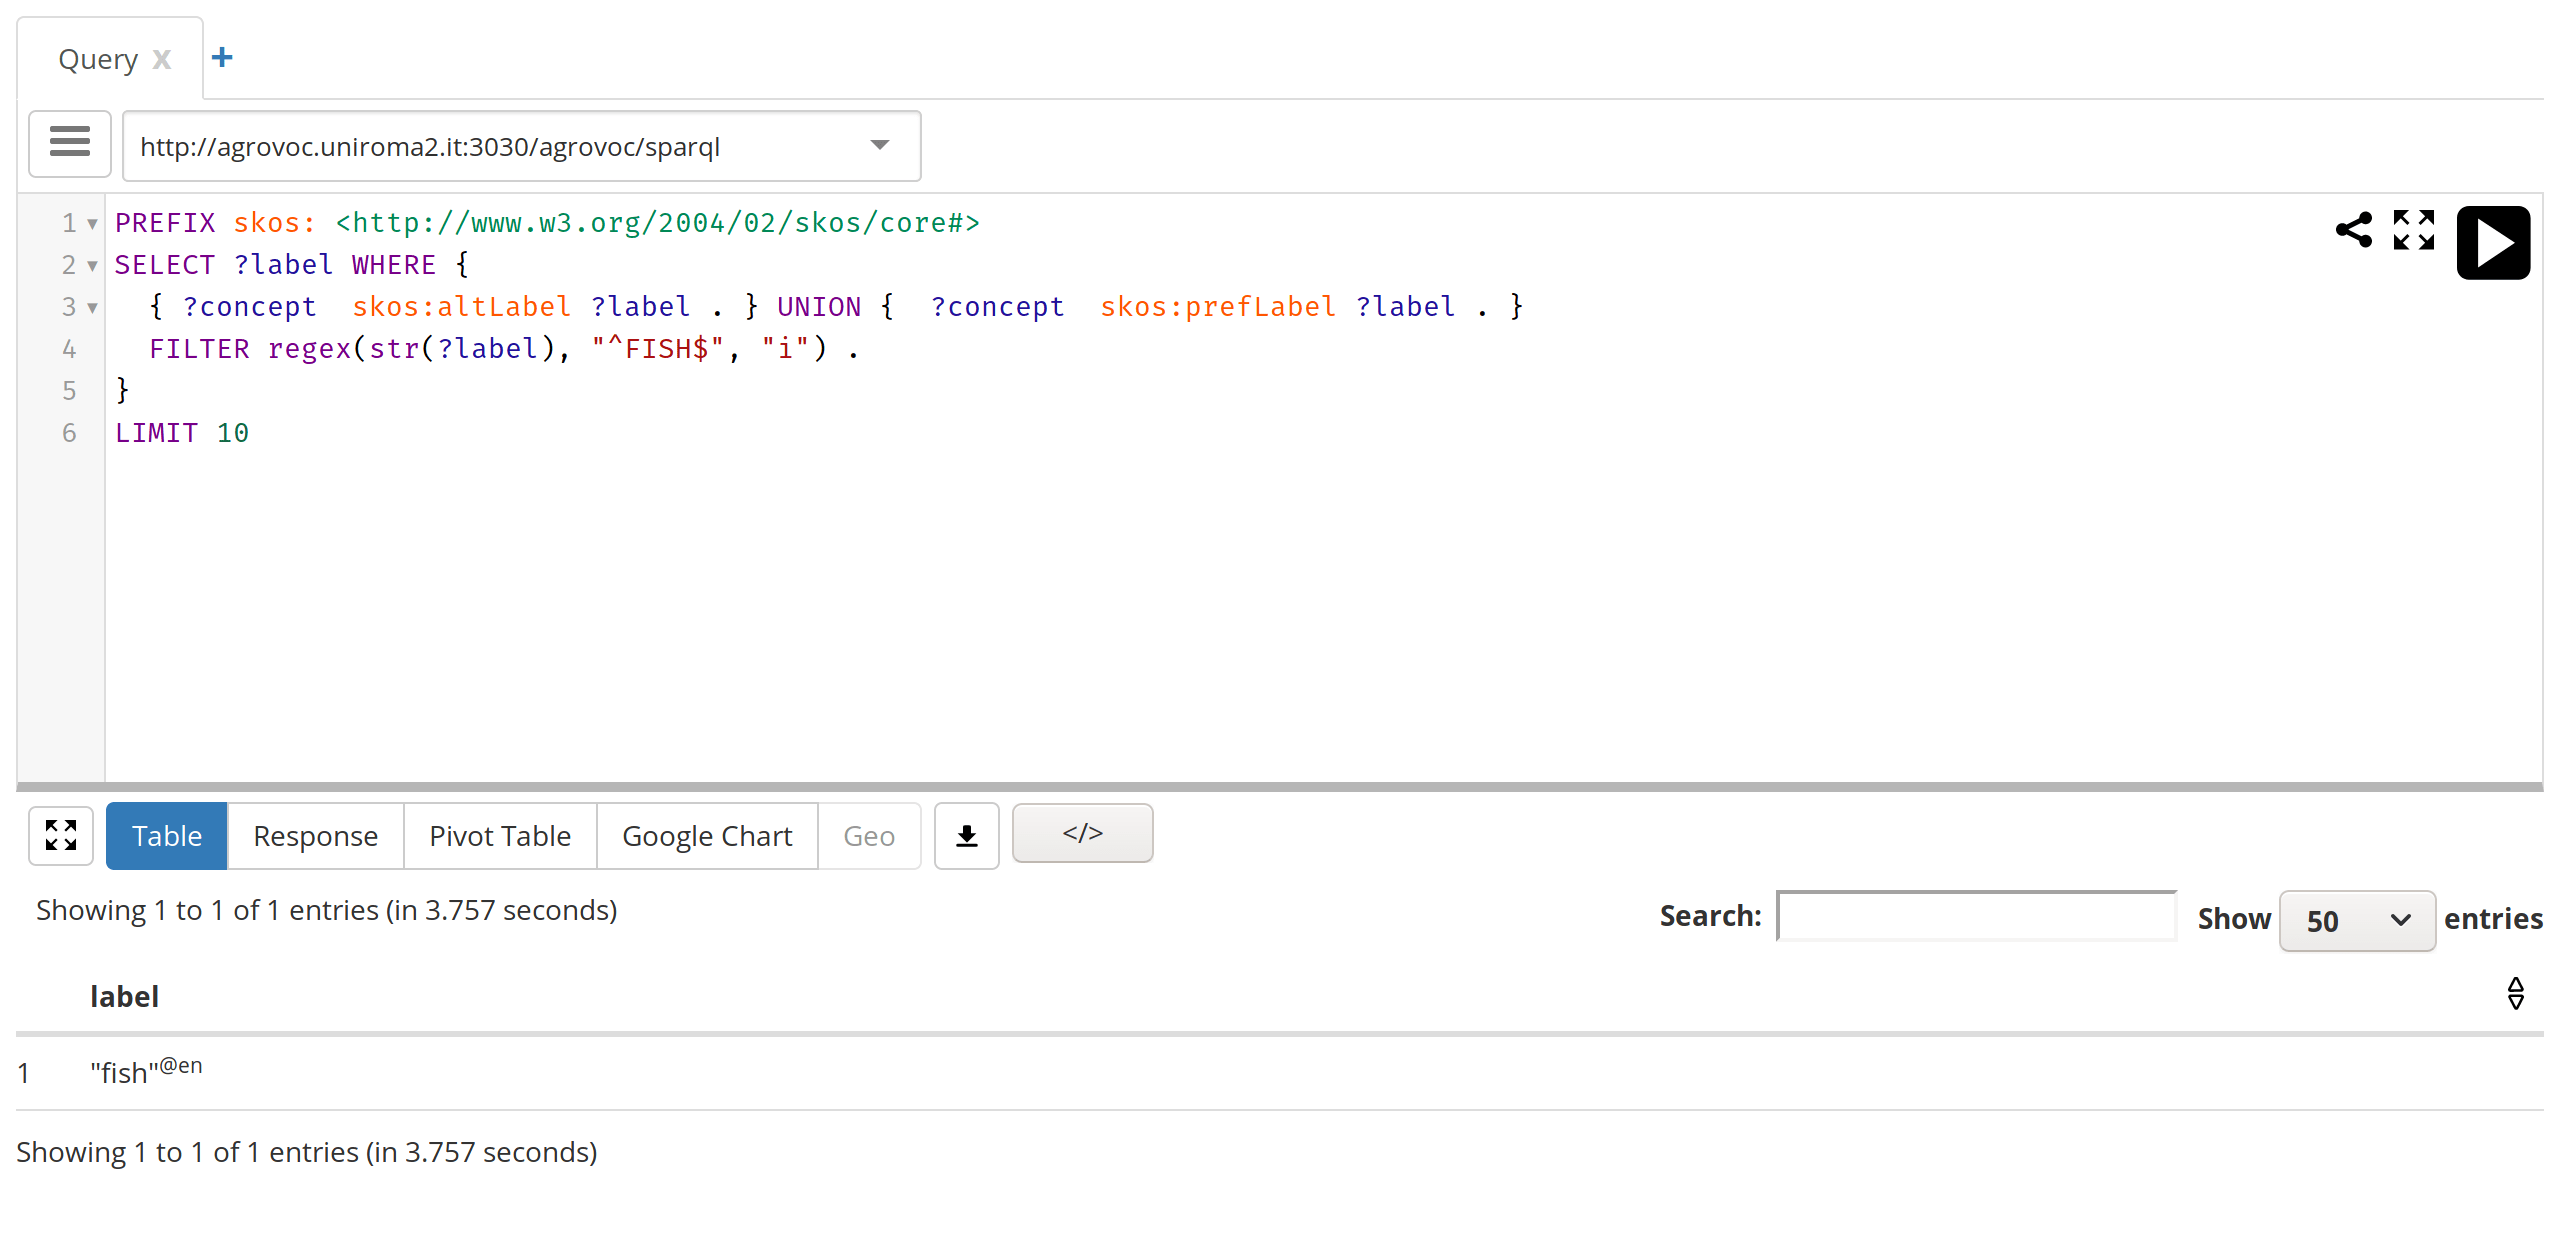 Query x +
http://agrovoc.uniroma2.it:3030/agrovoc/sparql
1 PREFIX skos: <http://www.w3.org/2004/02/skos/core#>
2 SELECT ?label WHERE {
3 { ?concept skos:altLabel ?label . } UNION { ?concept skos:prefLabel ?label . }
4 FILTER regex(str(?label), "^FISH$", "i") .
5 }
6 LIMIT 10
Table Response Pivot Table Google Chart Geo </>
Showing 1 to 1 of 1 entries (in 3.757 seconds) Search: Show 50 entries
label
1 "fish"@en
Showing 1 to 1 of 1 entries (in 3.757 seconds)